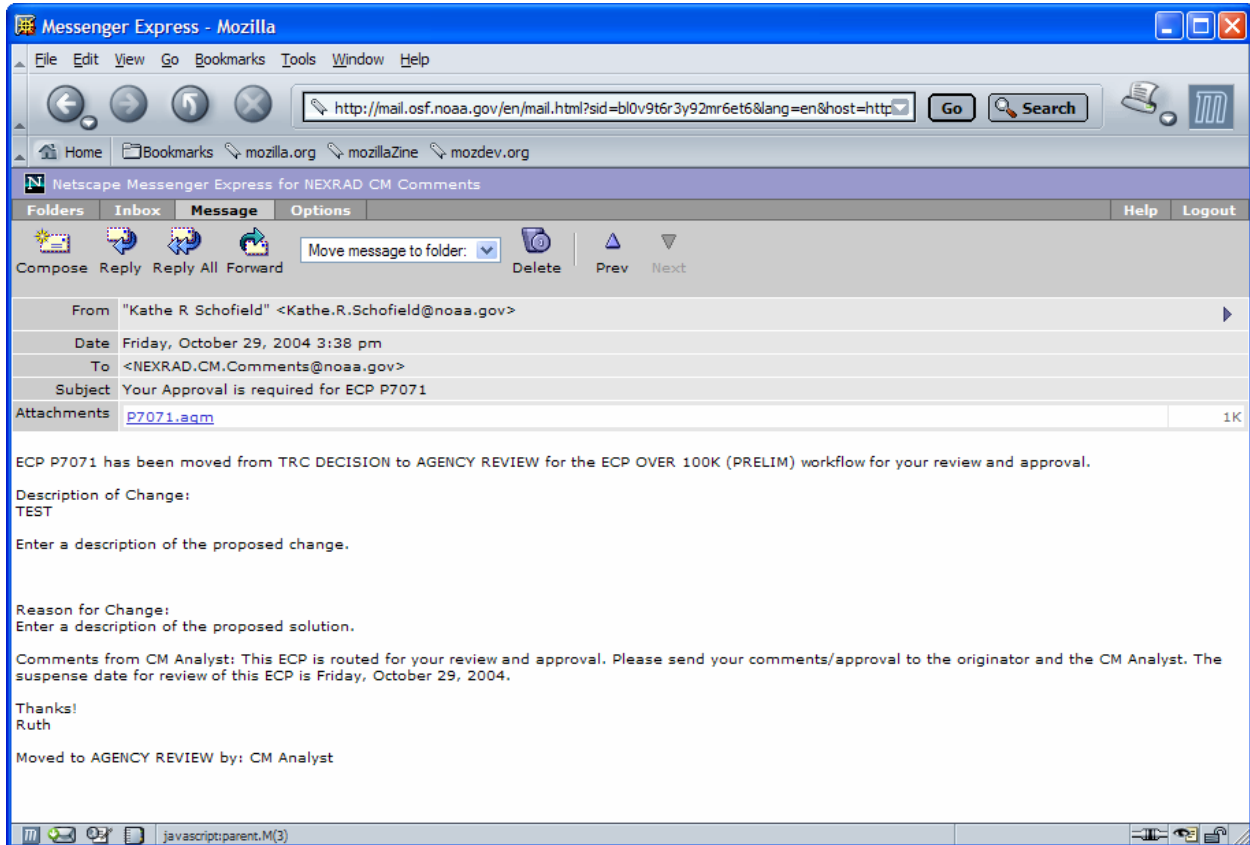 Messenger Express - Mozilla
File Edit View Go Bookmarks Tools Window Help
http://mail.osf.noaa.gov/en/mail.html?sid=bl0v9t6r3y92mr6et6&lang=en&host=http Go Search
Home Bookmarks mozilla.org mozillaZine mozdev.org
N Netscape Messenger Express for NEXRAD CM Comments
Folders Inbox Message Options Help Logout
Move message to folder:
Compose Reply Reply All Forward Delete Prev Next
From "Kathe R Schofield" <Kathe.R.Schofield@noaa.gov>
Date Friday, October 29, 2004 3:38 pm
To <NEXRAD.CM.Comments@noaa.gov>
Subject Your Approval is required for ECP P7071
Attachments P7071.aqm 1K
ECP P7071 has been moved from TRC DECISION to AGENCY REVIEW for the ECP OVER 100K (PRELIM) workflow for your review and approval.
Description of Change:
TEST
Enter a description of the proposed change.
Reason for Change:
Enter a description of the proposed solution.
Comments from CM Analyst: This ECP is routed for your review and approval. Please send your comments/approval to the originator and the CM Analyst. The
suspense date for review of this ECP is Friday, October 29, 2004.
Thanks!
Ruth
Moved to AGENCY REVIEW by: CM Analyst
javascript:parent.M(3)